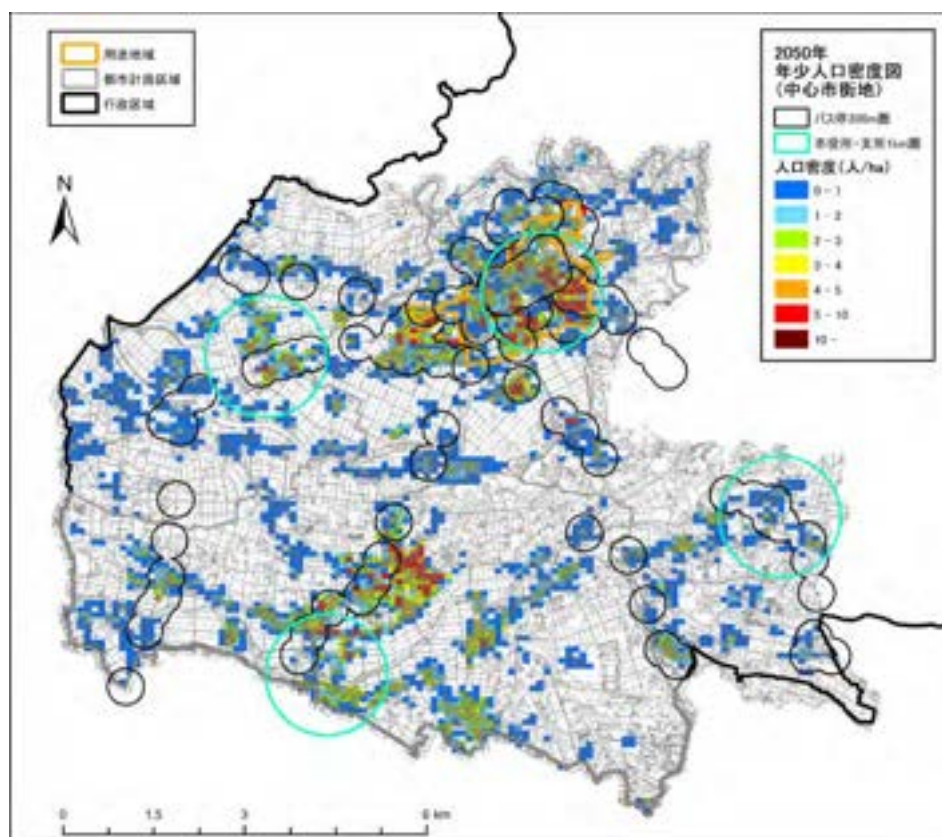 用途地域
都市計画区域
行政区域
N
2050年
年少人口密度図
(中心市街地)
バス停300m圏
市役所・支所1km圏
人口密度(人/ha)
0 - 1
1 - 2
2 - 3
3 - 4
4 - 5
5 - 10
10 -
0 1.5 3 6 km